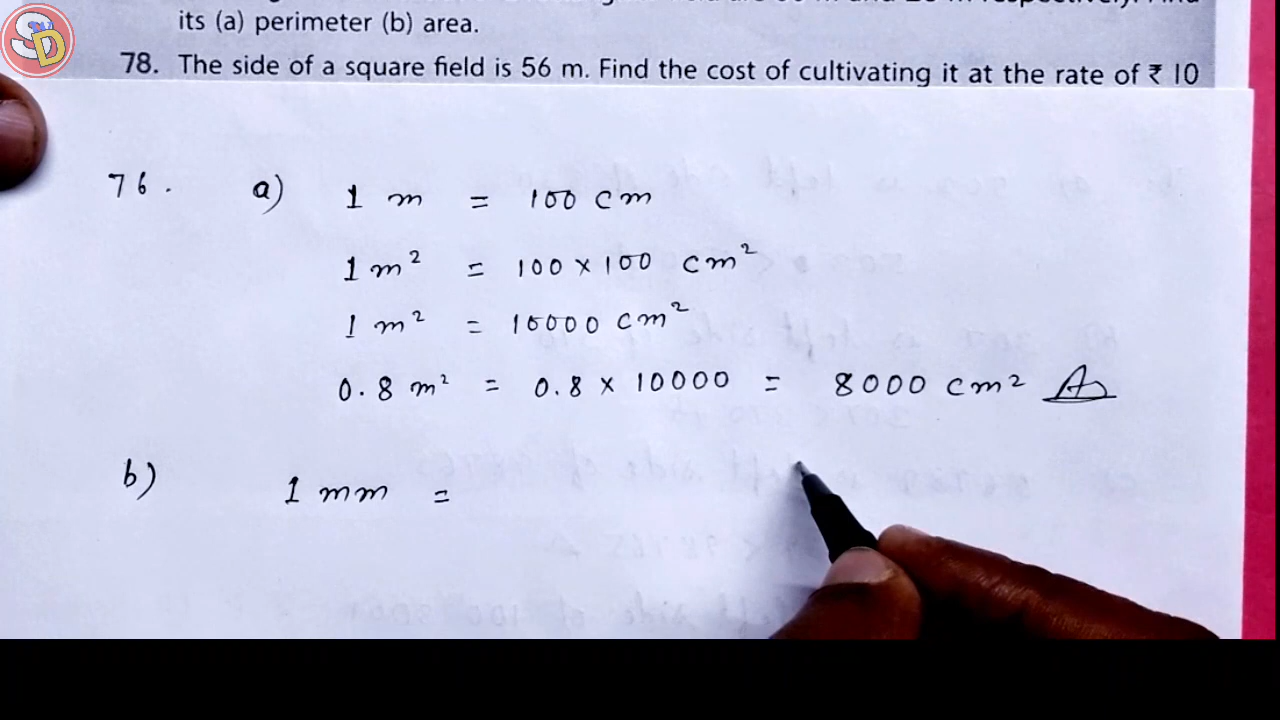 SD
its (a) perimeter (b) area.
78. The side of a square field is 56 m. Find the cost of cultivating it at the rate of ₹ 10
76. a) 1 m = 100 cm
1 m² = 100 × 100 cm²
1 m² = 10000 cm²
0.8 m² = 0.8 × 10000 = 8000 cm²
b) 1 mm =